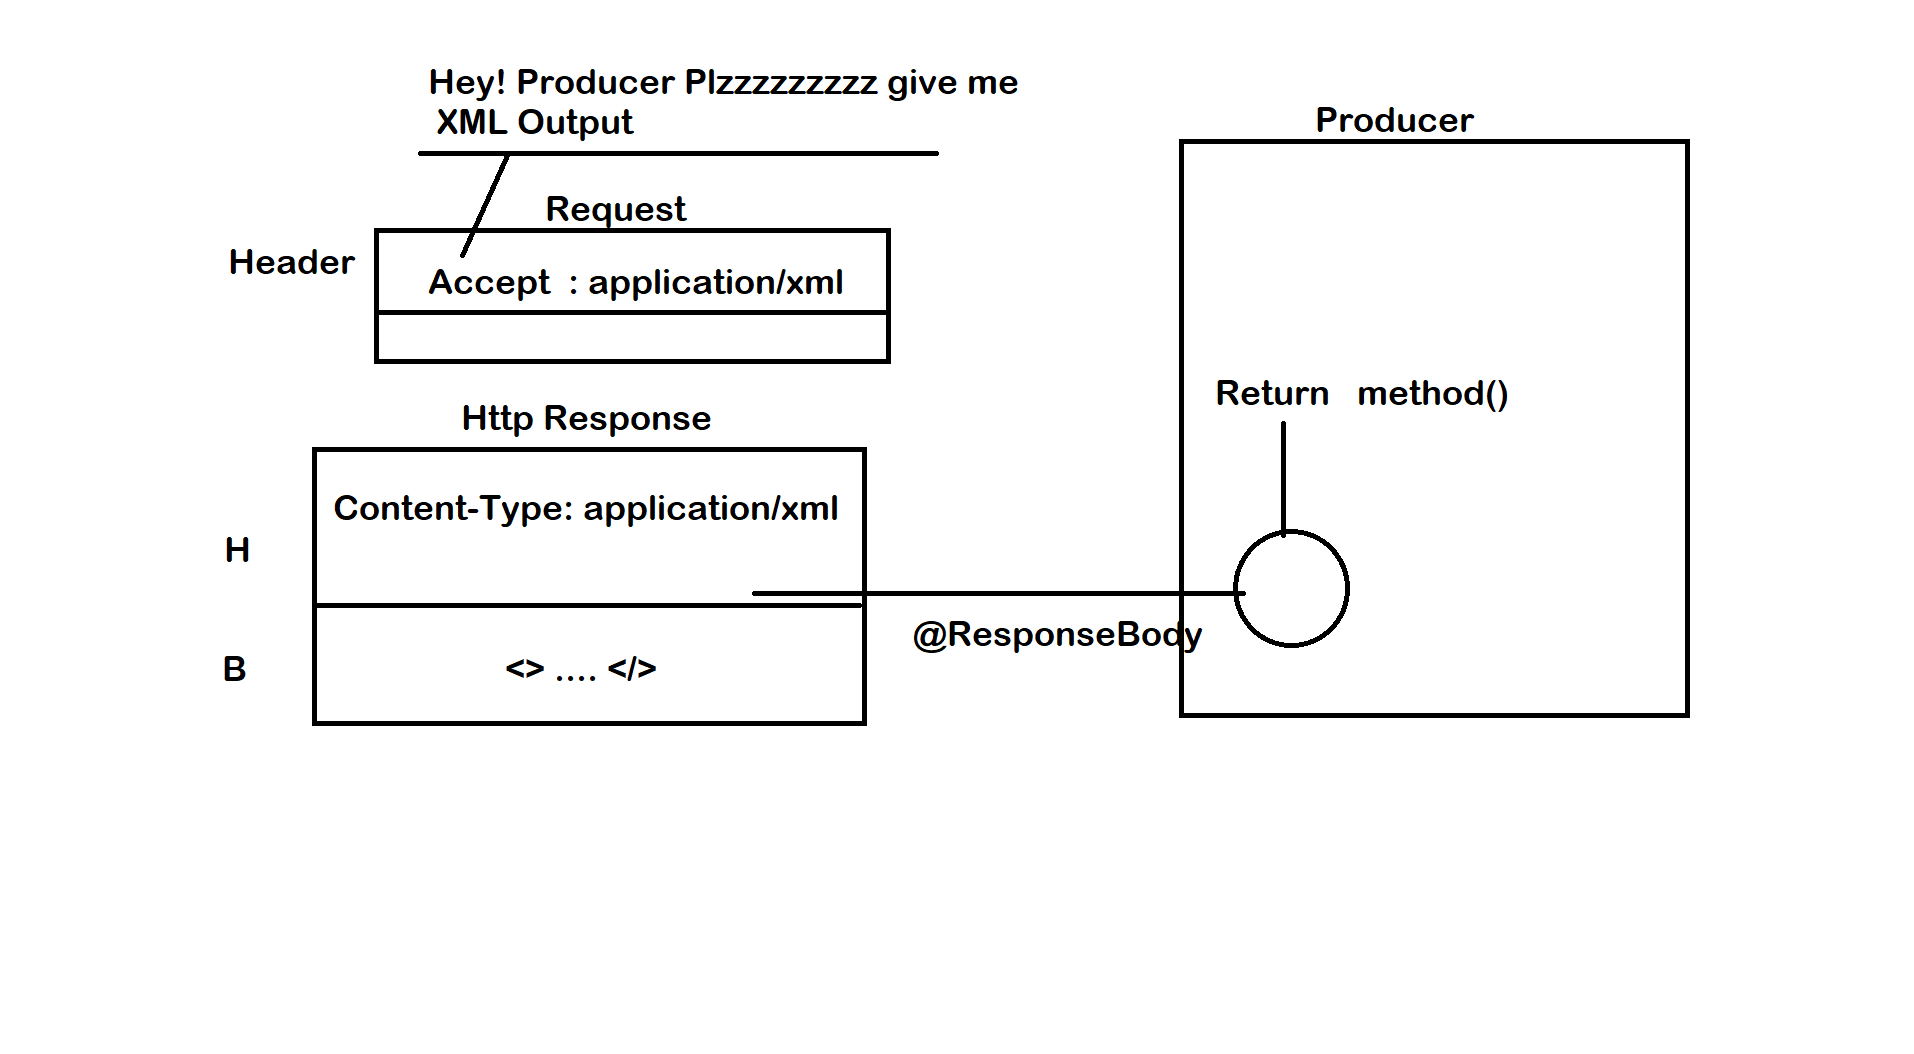 Hey! Producer Plzzzzzzzzz give me
XML Output
Producer
Request
Header
Accept : application/xml
Return method()
Http Response
Content-Type: application/xml
H
@ResponseBody
B
<> .... </>